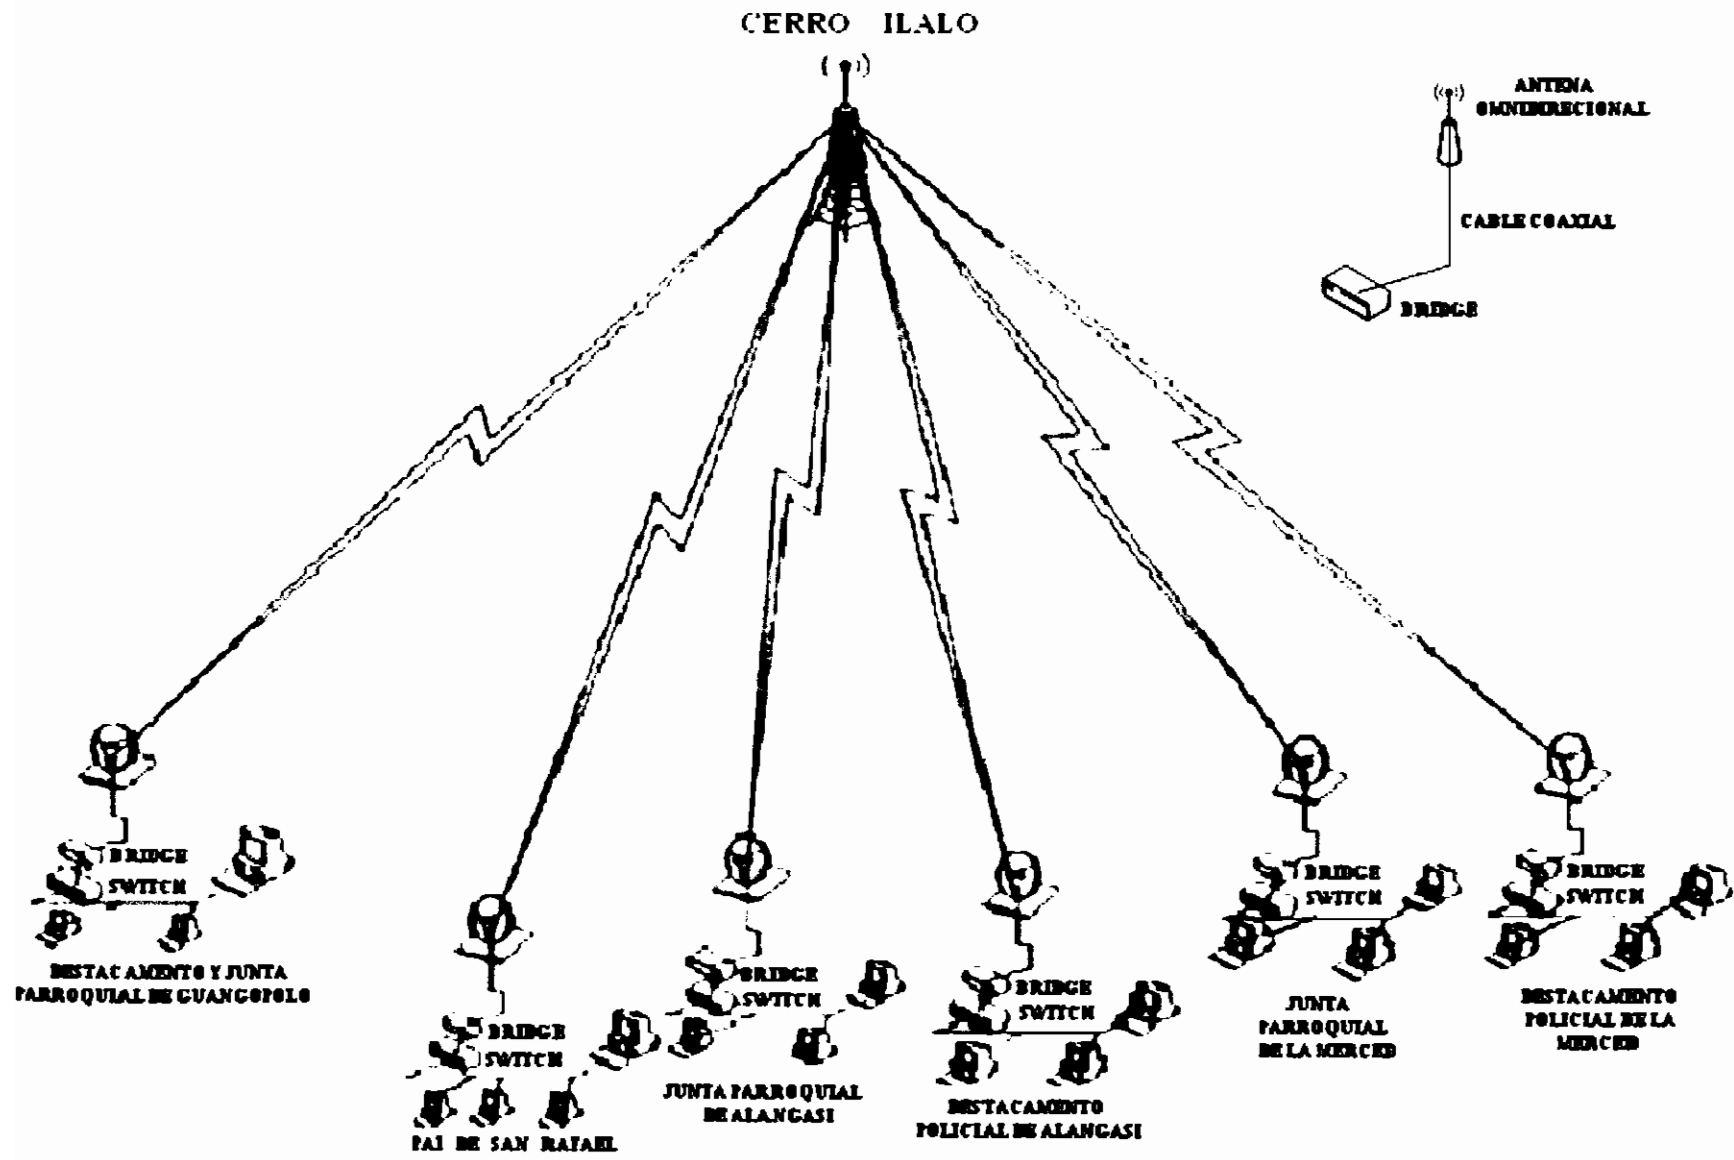 CERRO ILALO
ANTENA
OMNIDIRECIONAL
CABLE COAXIAL
BRIDGE
BRIDGE
SWITCH
DESTACAMENTO Y JUNTA
PARROQUIAL DE GUANGOPOLO
BRIDGE
SWITCH
PAI DE SAN RAFAEL
BRIDGE
SWITCH
JUNTA PARROQUIAL
DE ALANGASI
BRIDGE
SWITCH
DESTACAMENTO
POLICIAL DE ALANGASI
BRIDGE
SWITCH
JUNTA
PARROQUIAL
DE LA MERCED
BRIDGE
SWITCH
DESTACAMENTO
POLICIAL DE LA
MERCED